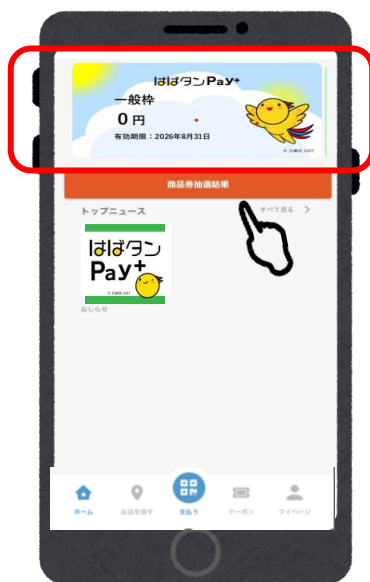 はばタンPay+
一般枠
0 円
有効期限：2026年8月31日
商品券抽選結果
トップニュース
すべて見る
はばタン
Pay+
おしらせ
ホーム
お店を探す
支払う
クーポン
マイページ